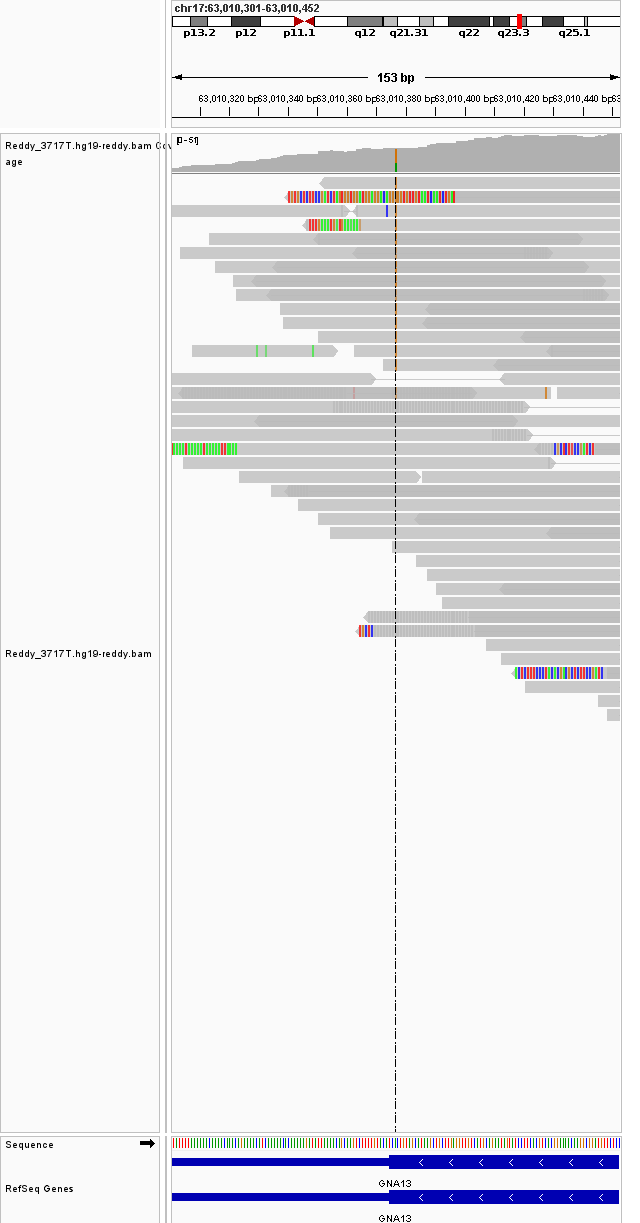 chr17:63,010,301-63,010,452
p13.2 p12 p11.1 q12 q21.31 q22 q23.3 q25.1
153 bp
63,010,320 bp 63,010,340 bp 63,010,360 bp 63,010,380 bp 63,010,400 bp 63,010,420 bp 63,010,440 bp 63
Reddy_3717T.hg19-reddy.bam Cov
age
[0-51]
Reddy_3717T.hg19-reddy.bam
Sequence
GNA13
RefSeq Genes
GNA13